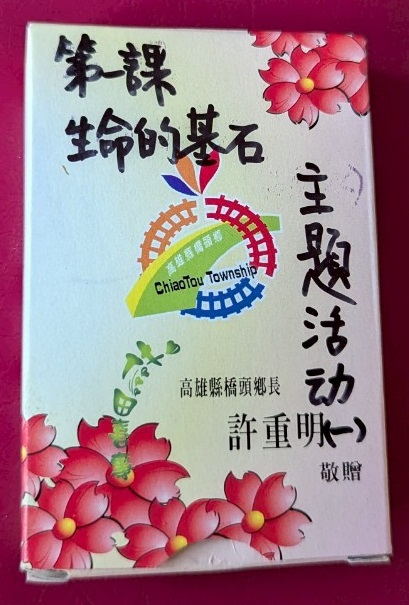 第一課
生命的基石
主題活动(一)
高雄縣橋頭鄉
ChiaoTou Township
高雄縣橋頭鄉長
許重明
敬贈